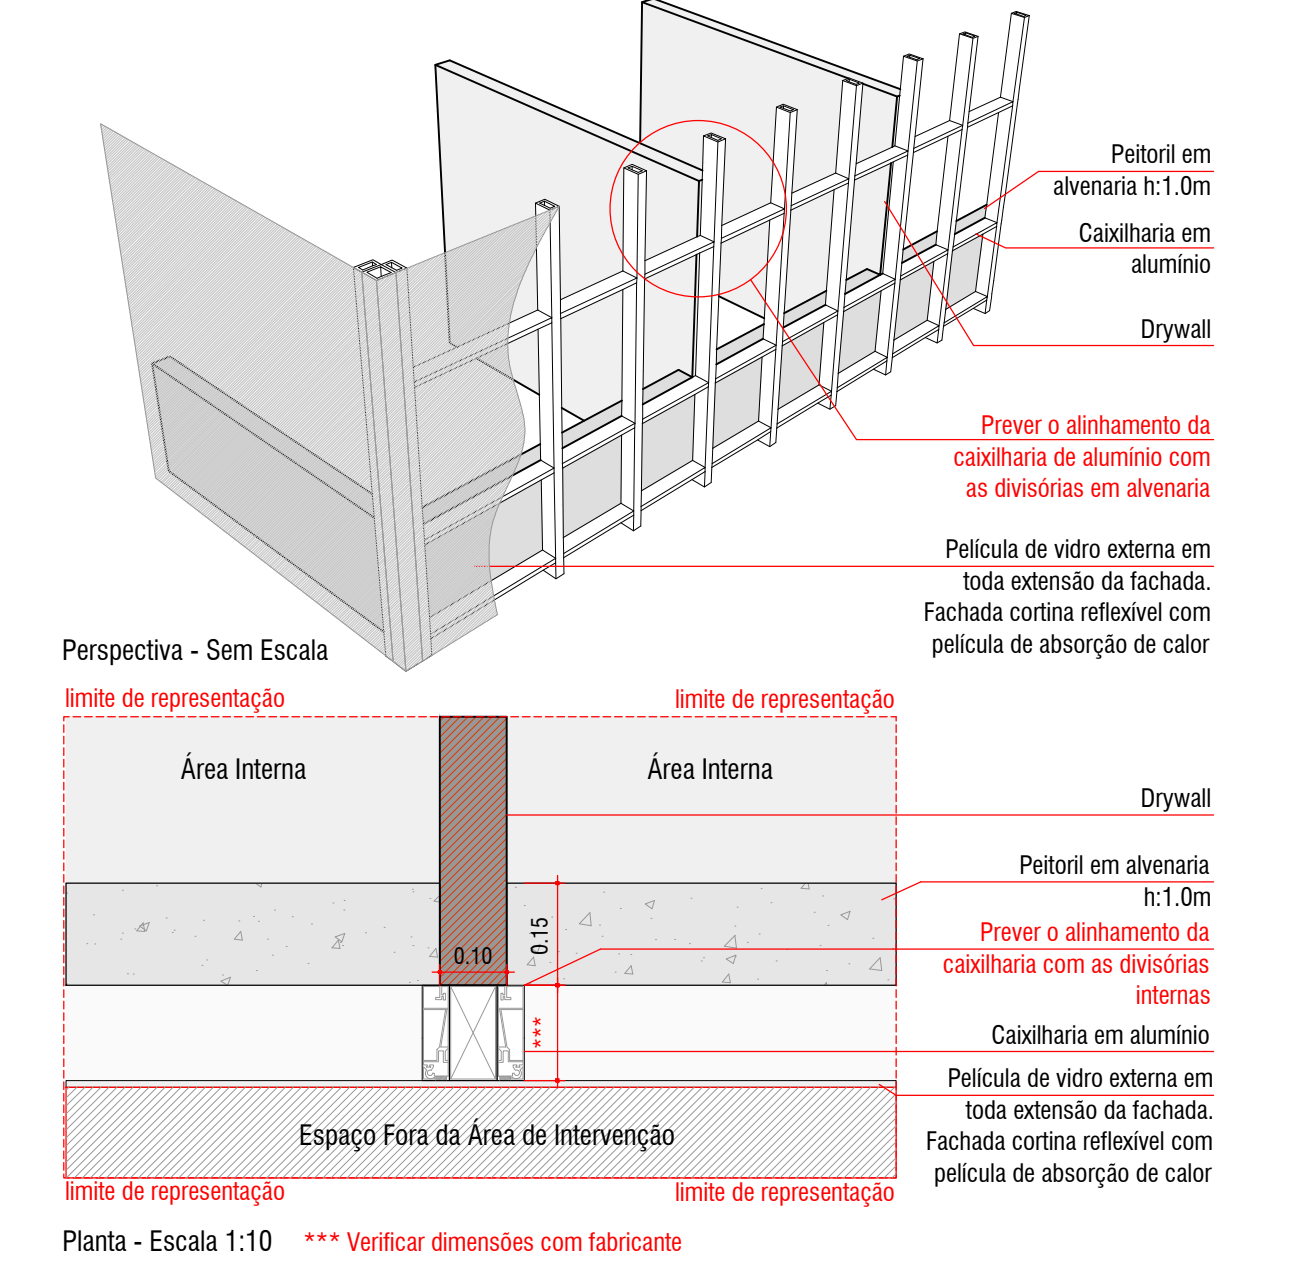 Peitoril em
alvenaria h:1.0m
Caixilharia em
alumínio
Drywall
Prever o alinhamento da
caixilharia de alumínio com
as divisórias em alvenaria
Película de vidro externa em
toda extensão da fachada.
Fachada cortina reflexível com
película de absorção de calor
Perspectiva - Sem Escala
limite de representação
limite de representação
Área Interna
Área Interna
Drywall
Peitoril em alvenaria
h:1.0m
0.15
0.10
Prever o alinhamento da
caixilharia com as divisórias
internas
***
Caixilharia em alumínio
Película de vidro externa em
toda extensão da fachada.
Fachada cortina reflexível com
película de absorção de calor
Espaço Fora da Área de Intervenção
limite de representação
limite de representação
Planta - Escala 1:10
*** Verificar dimensões com fabricante